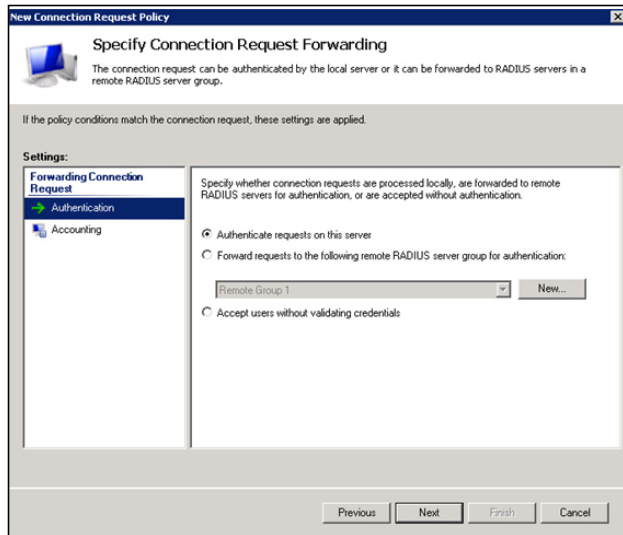 New Connection Request Policy
Specify Connection Request Forwarding
The connection request can be authenticated by the local server or it can be forwarded to RADIUS servers in a
remote RADIUS server group.
If the policy conditions match the connection request, these settings are applied.
Settings:
Forwarding Connection
Request
Authentication
Accounting
Specify whether connection requests are processed locally, are forwarded to remote
RADIUS servers for authentication, or are accepted without authentication.
Authenticate requests on this server
Forward requests to the following remote RADIUS server group for authentication:
Remote Group 1
New...
Accept users without validating credentials
Previous
Next
Finish
Cancel